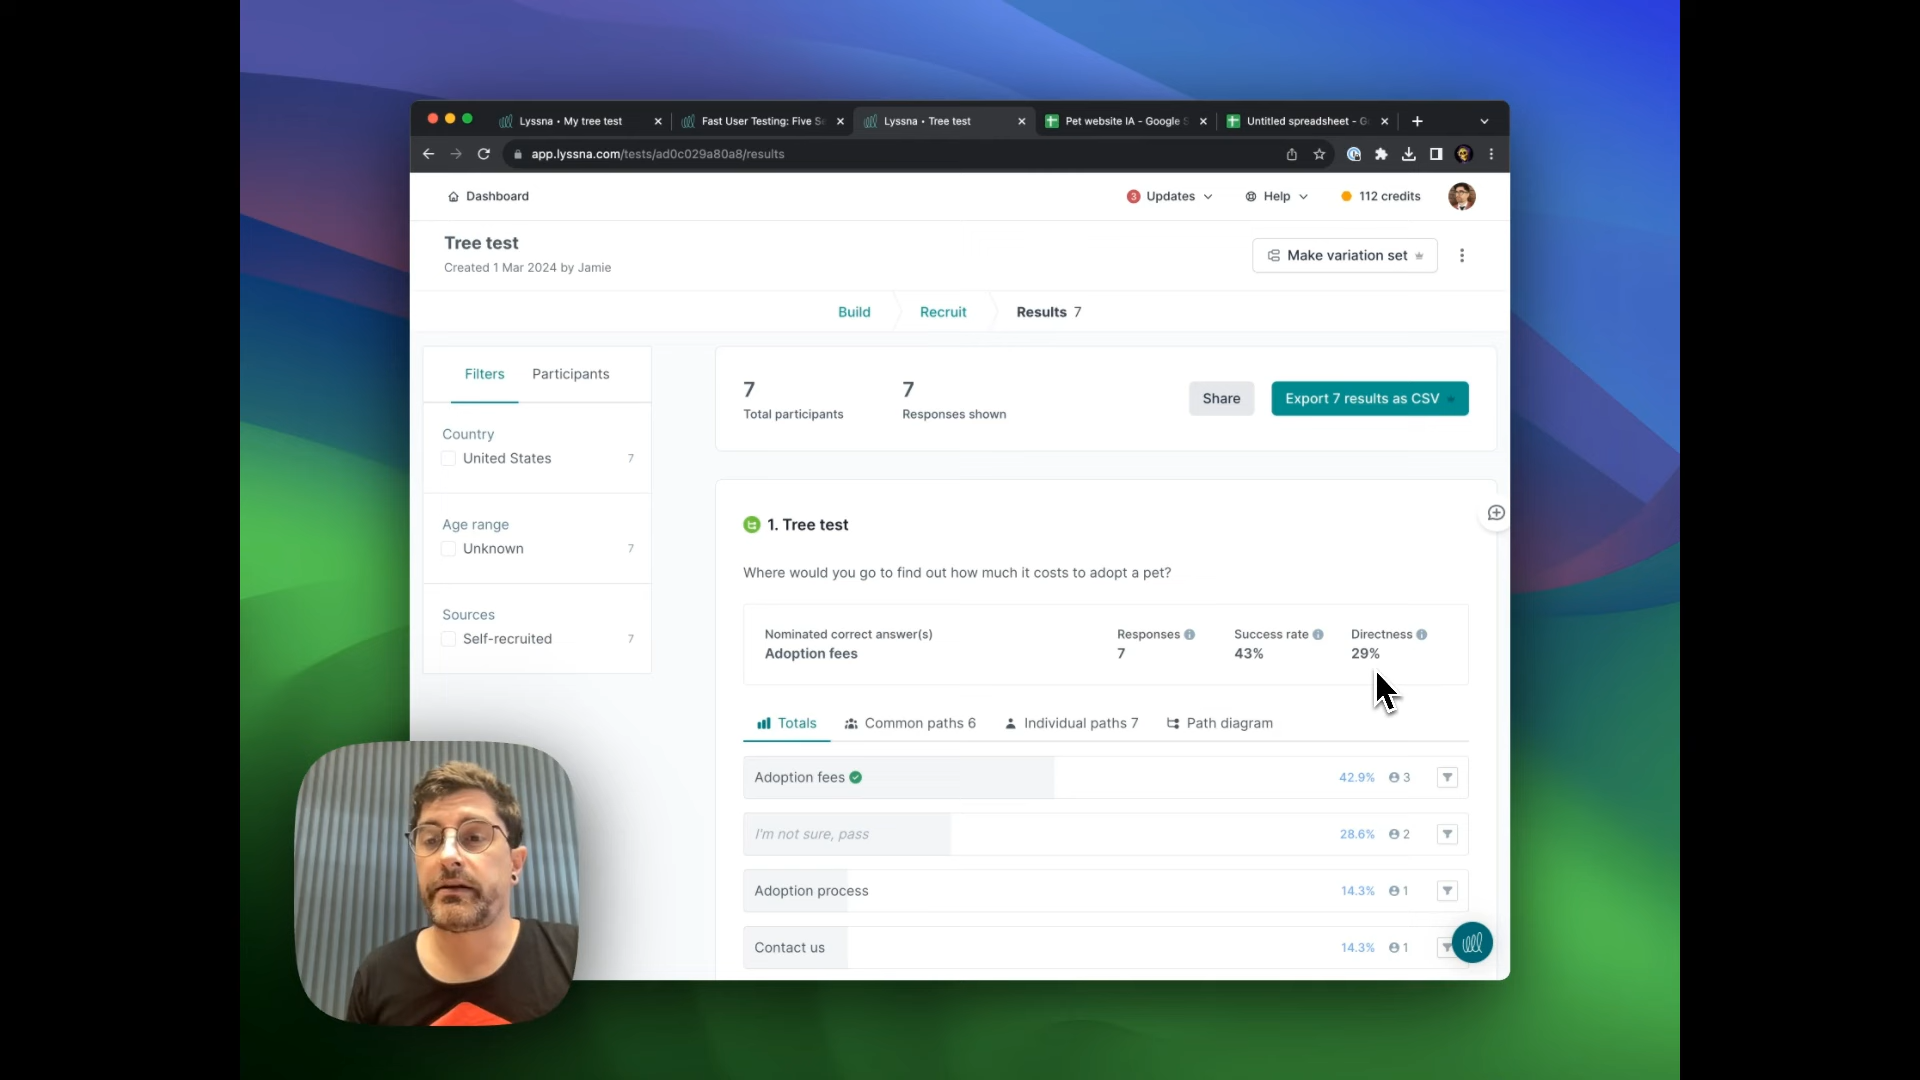 Lyssna • My tree test
Fast User Testing: Five Se
Lyssna • Tree test
Pet website IA - Google S
Untitled spreadsheet - G
app.lyssna.com/tests/ad0c029a80a8/results
Dashboard
3 Updates
Help
112 credits
Tree test
Created 1 Mar 2024 by Jamie
Make variation set
Build
Recruit
Results 7
Filters
Participants
Country
United States 7
Age range
Unknown 7
Sources
Self-recruited 7
7
Total participants
7
Responses shown
Share
Export 7 results as CSV
1. Tree test
Where would you go to find out how much it costs to adopt a pet?
Nominated correct answer(s)
Adoption fees
Responses
7
Success rate
43%
Directness
29%
Totals
Common paths 6
Individual paths 7
Path diagram
Adoption fees 42.9% 3
I'm not sure, pass 28.6% 2
Adoption process 14.3% 1
Contact us 14.3% 1